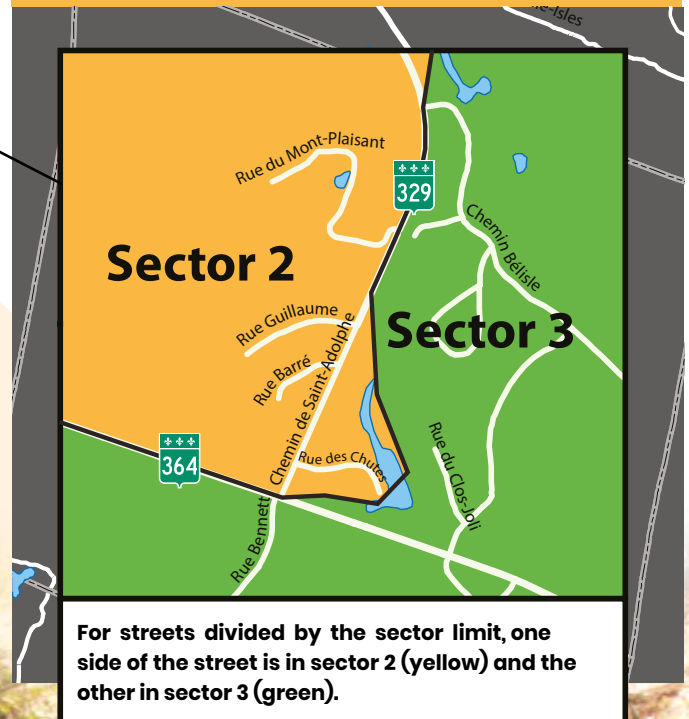 Rue du Mont-Plaisant
329
Chemin Bélisle
Sector 2
Rue Guillaume
Sector 3
Rue Barré
Chemin de Saint-Adolphe
364
Rue des Chutes
Rue du Clos-Joli
Rue Bennett
For streets divided by the sector limit, one
side of the street is in sector 2 (yellow) and the
other in sector 3 (green).